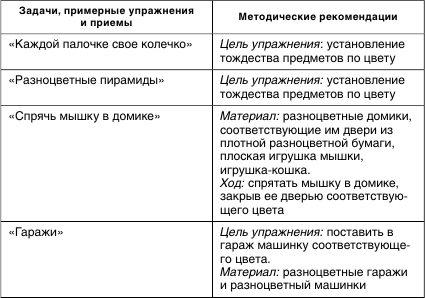 Задачи, примерные упражнения
и приемы
Методические рекомендации
«Каждой палочке свое колечко»
Цель упражнения: установление
тождества предметов по цвету
«Разноцветные пирамиды»
Цель упражнения: установление
тождества предметов по цвету
«Спрячь мышку в домике»
Материал: разноцветные домики,
соответствующие им двери из
плотной разноцветной бумаги,
плоская игрушка мышки,
игрушка-кошка.
Ход: спрятать мышку в домике,
закрыв ее дверью соответствую-
щего цвета
«Гаражи»
Цель упражнения: поставить в
гараж машинку соответствующе-
го цвета.
Материал: разноцветные гаражи
и разноцветный машинки